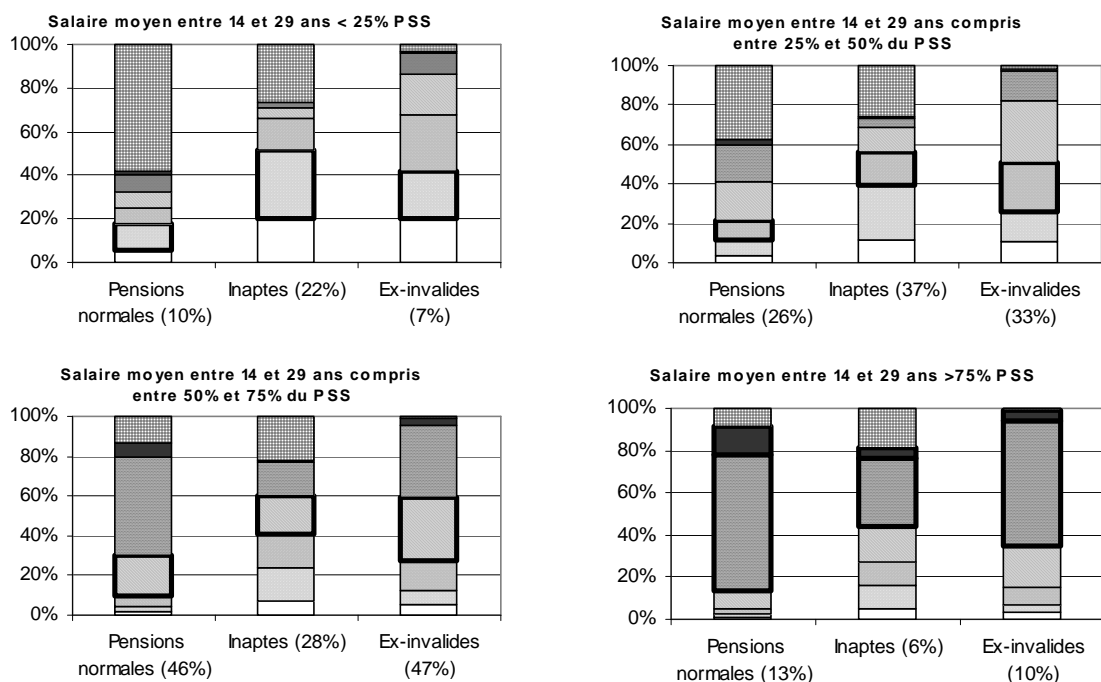 Salaire moyen entre 14 et 29 ans < 25% PSS
100%
80%
60%
40%
20%
0%
Pensions
normales (10%)
Inaptes (22%)
Ex-invalides
(7%)
Salaire moyen entre 14 et 29 ans compris
entre 25% et 50% du PSS
100%
80%
60%
40%
20%
0%
Pensions
normales (26%)
Inaptes (37%)
Ex-invalides
(33%)
Salaire moyen entre 14 et 29 ans compris
entre 50% et 75% du PSS
100%
80%
60%
40%
20%
0%
Pensions
normales (46%)
Inaptes (28%)
Ex-invalides
(47%)
Salaire moyen entre 14 et 29 ans >75% PSS
100%
80%
60%
40%
20%
0%
Pensions
normales (13%)
Inaptes (6%)
Ex-invalides
(10%)